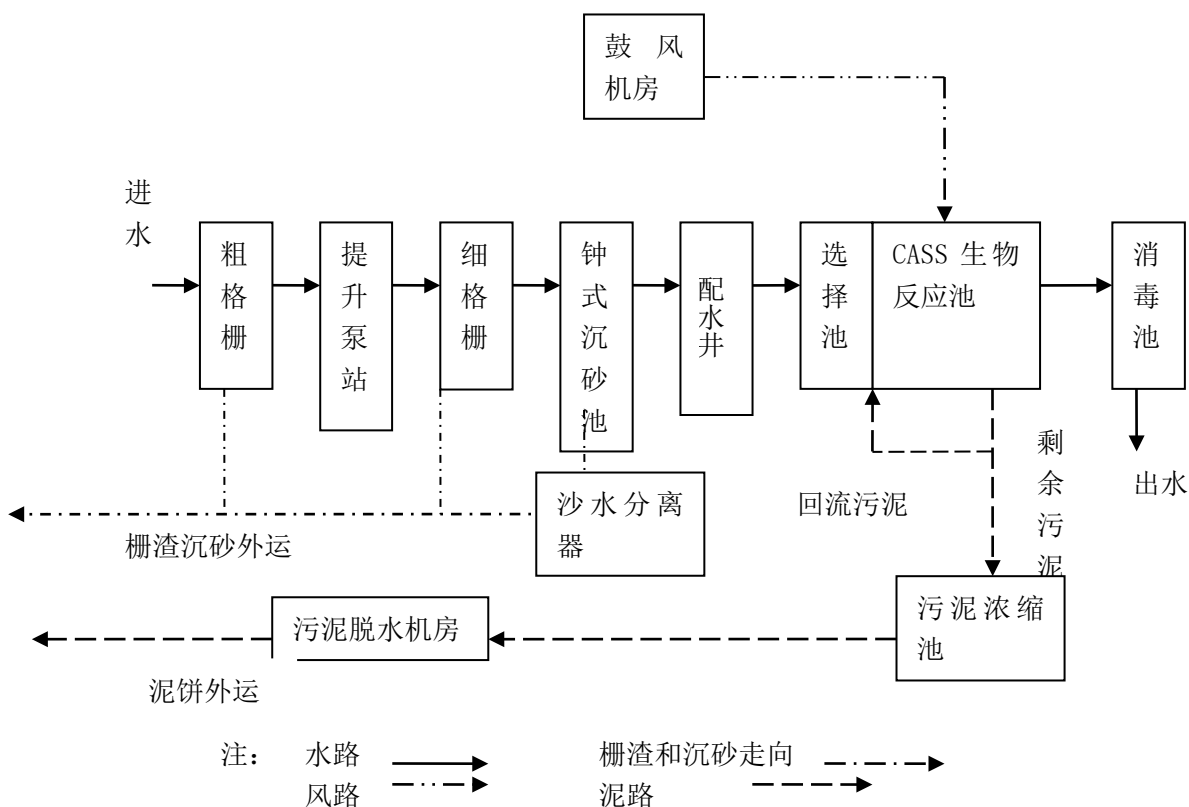 鼓 风
机房
进
水
粗
格
栅
提
升
泵
站
细
格
栅
钟
式
沉
砂
池
配
水
井
选
择
池
CASS 生物
反应池
消
毒
池
剩
余
污
泥
出水
回流污泥
沙水分离
器
栅渣沉砂外运
污泥浓缩
池
污泥脱水机房
泥饼外运
注： 水路 栅渣和沉砂走向
风路 泥路